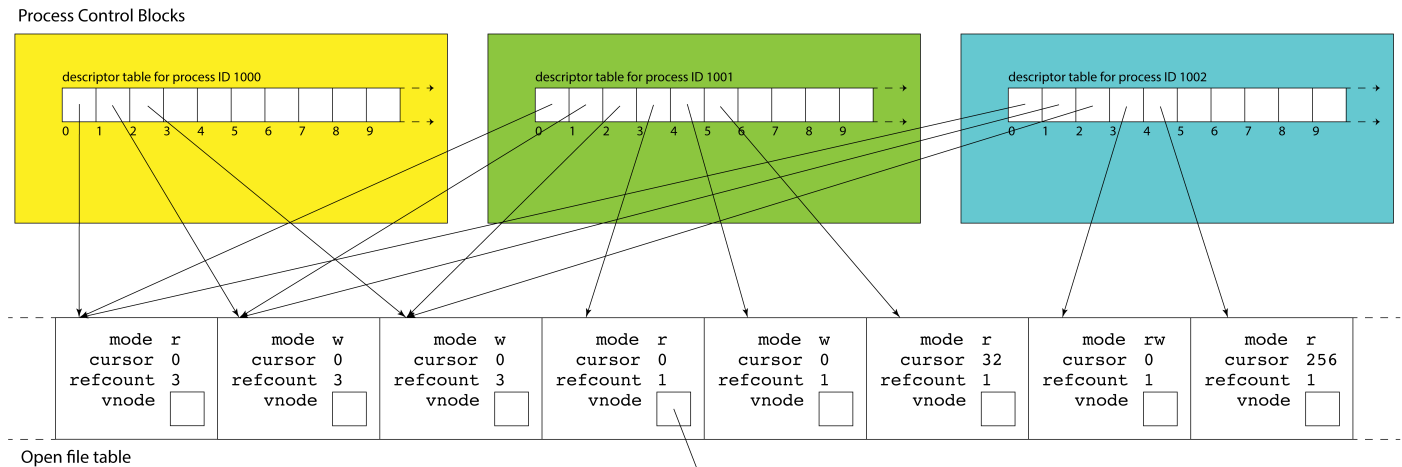 Process Control Blocks
descriptor table for process ID 1000
0 1 2 3 4 5 6 7 8 9
descriptor table for process ID 1001
0 1 2 3 4 5 6 7 8 9
descriptor table for process ID 1002
0 1 2 3 4 5 6 7 8 9
mode r
cursor 0
refcount 3
vnode
mode w
cursor 0
refcount 3
vnode
mode w
cursor 0
refcount 3
vnode
mode r
cursor 0
refcount 1
vnode
mode w
cursor 0
refcount 1
vnode
mode r
cursor 32
refcount 1
vnode
mode rw
cursor 0
refcount 1
vnode
mode r
cursor 256
refcount 1
vnode
Open file table